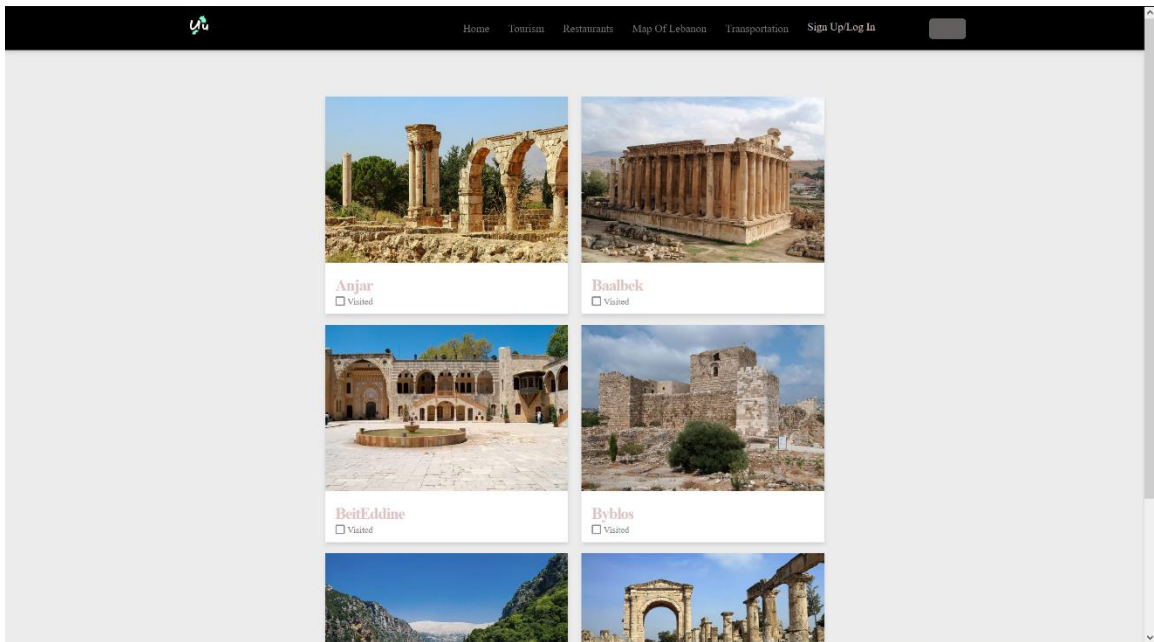 Home Tourism Restaurants Map Of Lebanon Transportation Sign Up/Log In
Anjar Baalbek
Visited Visited
BeitEddine Byblos
Visited Visited